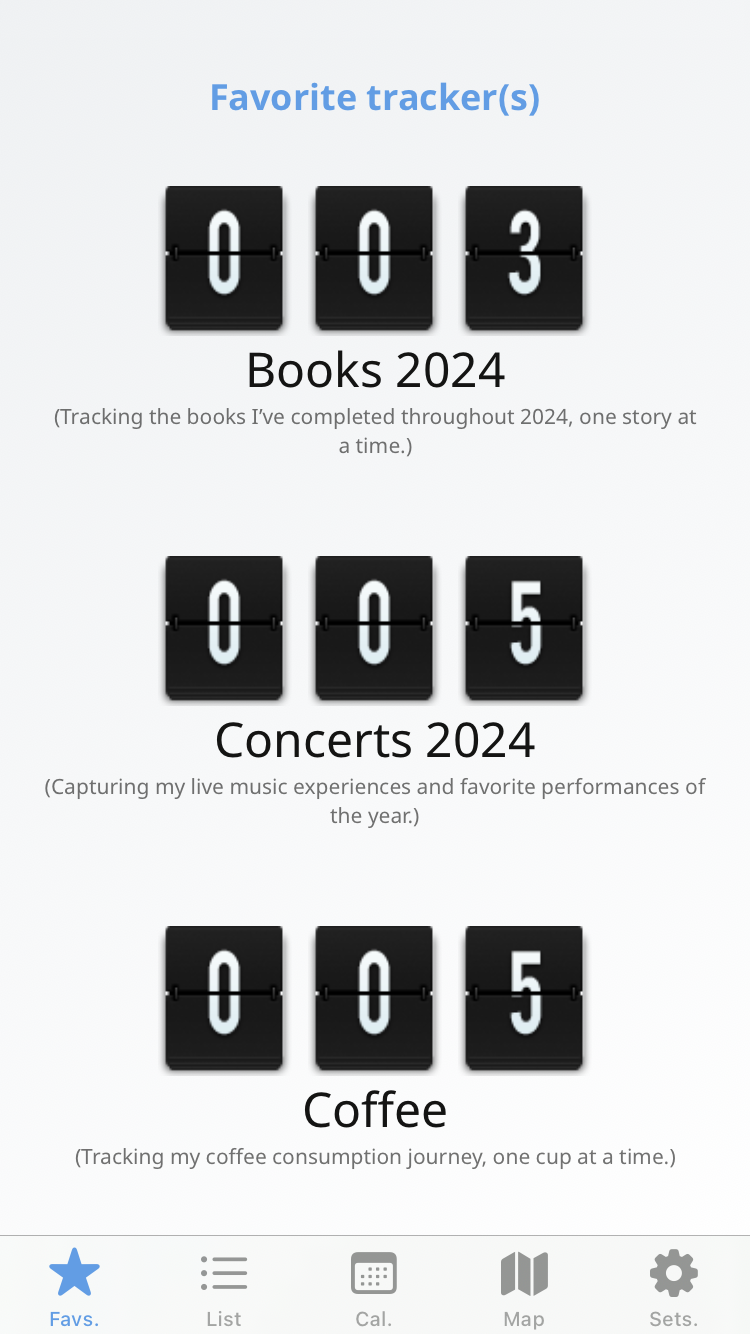 Favorite tracker(s)
0 0 3
Books 2024
(Tracking the books I’ve completed throughout 2024, one story at
a time.)
0 0 5
Concerts 2024
(Capturing my live music experiences and favorite performances of
the year.)
0 0 5
Coffee
(Tracking my coffee consumption journey, one cup at a time.)
Favs. List Cal. Map Sets.